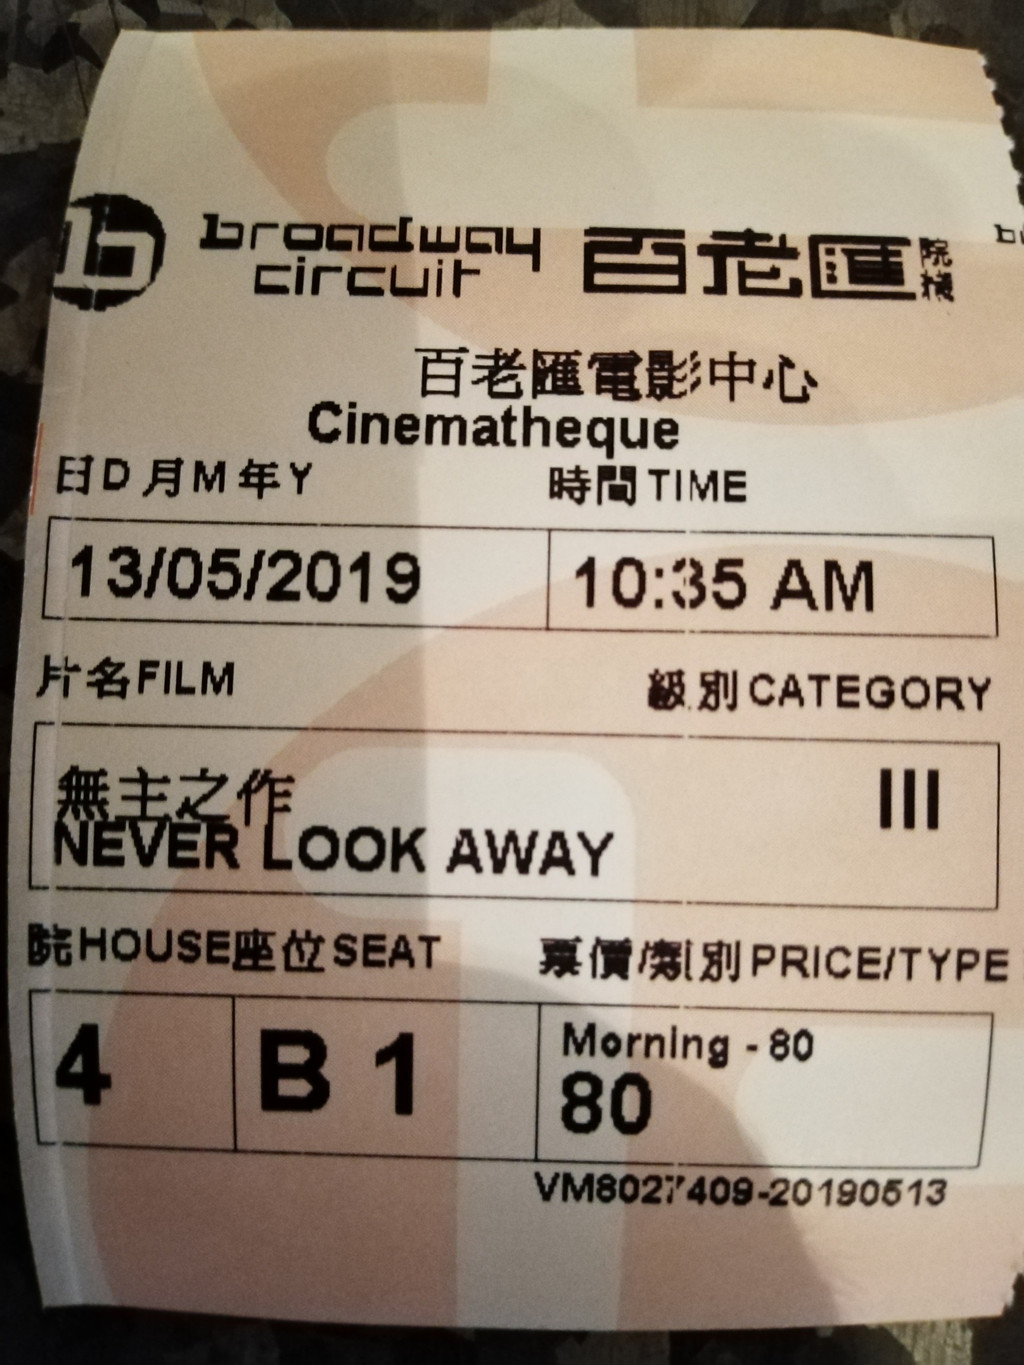 broadway circuit 百老匯院綫
百老匯電影中心
Cinematheque
日D 月M 年Y 時間TIME
13/05/2019 10:35 AM
片名FILM 級別CATEGORY
無主之作 III
NEVER LOOK AWAY
院HOUSE座位SEAT 票價/類別PRICE/TYPE
4 B 1 Morning - 80
80
VM8027409-20190513